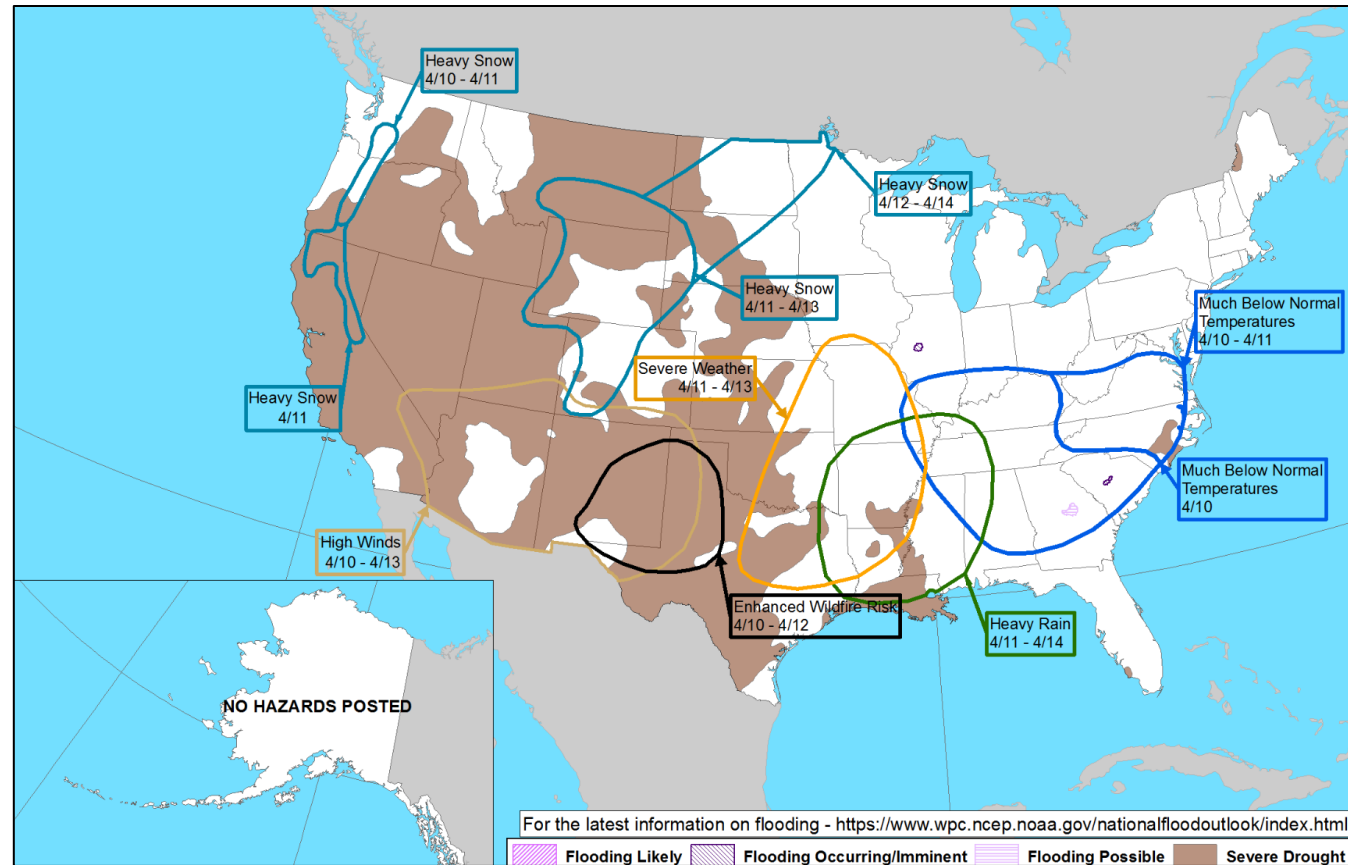 Heavy Snow
4/10 - 4/11
Heavy Snow
4/12 - 4/14
Heavy Snow
4/11 - 4/13
Much Below Normal
Temperatures
4/10 - 4/11
Severe Weather
4/11 - 4/13
Heavy Snow
4/11
Much Below Normal
Temperatures
4/10
High Winds
4/10 - 4/13
Enhanced Wildfire Risk
4/10 - 4/12
Heavy Rain
4/11 - 4/14
NO HAZARDS POSTED
For the latest information on flooding - https://www.wpc.ncep.noaa.gov/nationalfloodoutlook/index.html
Flooding Likely
Flooding Occurring/Imminent
Flooding Possible
Severe Drought